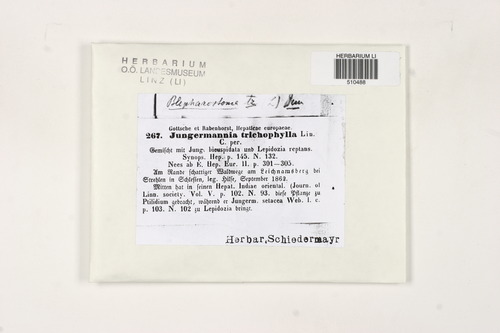 HERBARIUM
O.Ö. LANDESMUSEUM
LINZ (LI)
HERBARIUM LI
510488
Blepharostoma tr. L) Dum
Gottsche et Rabenhorst, Hepaticae europaeae.
267. Jungermannia trichophylla Lin.
C. per.
Gemischt mit Jung. bicuspidata und Lepidozia reptans.
Synops. Hep. p. 145. N. 132.
Nees ab E. Hep. Eur. II. p. 301—305.
Am Rande schattiger Waldwege am Leichnamsberg bei
Strehlen in Schlesien, leg. Hilse, September 1862.
Mitten hat in seinen Hepat. Indiae oriental. (Journ. of
Linn. society. Vol. V. p. 102. N. 93. diese Pflanze zu
Ptilidium gebracht, während er Jungerm. setacea Web. l. c.
p. 103. N. 102 zu Lepidozia bringt.
Herbar, Schiedermayr